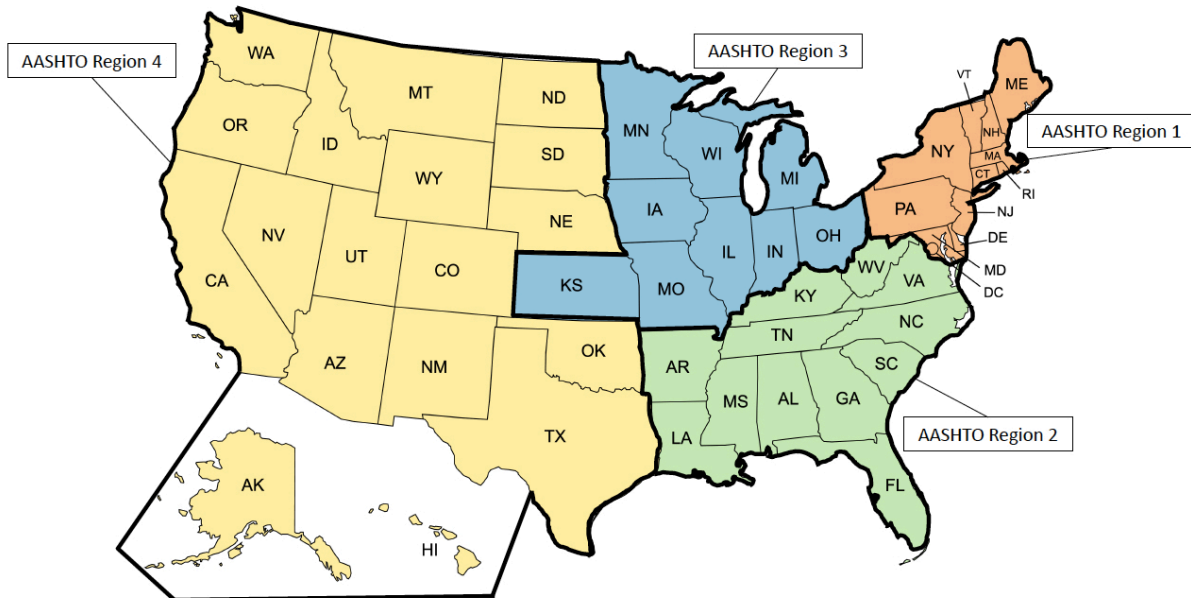 AASHTO Region 4
AASHTO Region 3
AASHTO Region 1
AASHTO Region 2
WA
MT
ND
MN
VT
ME
OR
ID
SD
WI
MI
NY
NH
MA
CT
RI
WY
NE
IA
PA
NJ
NV
UT
CO
IL
IN
OH
DE
MD
DC
CA
KS
MO
WV
VA
KY
NC
TN
AZ
NM
OK
AR
SC
MS
AL
GA
TX
LA
FL
AK
HI